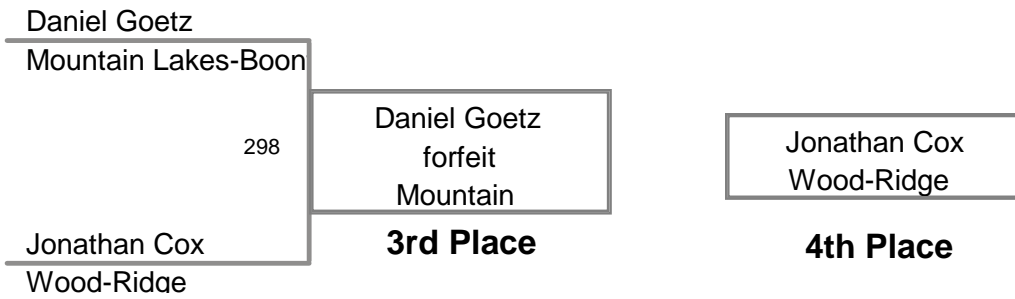 Daniel Goetz
Mountain Lakes-Boon
298
Jonathan Cox
Wood-Ridge
Daniel Goetz
forfeit
Mountain
3rd Place
Jonathan Cox
Wood-Ridge
4th Place